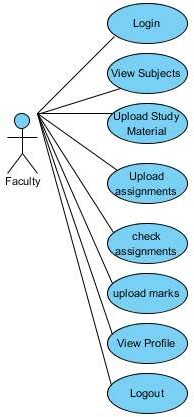 Login
View Subjects
Upload Study
Material
Faculty
Upload
assignments
check
assignments
upload marks
View Profile
Logout